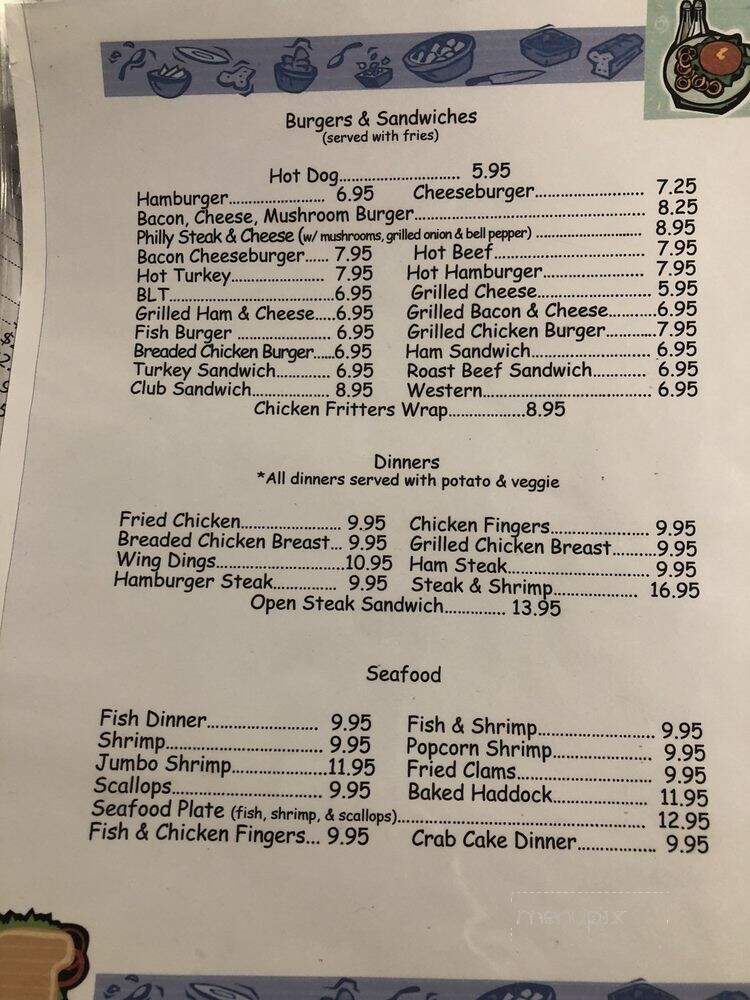 Burgers & Sandwiches
(served with fries)
Hot Dog.............................. 5.95
Hamburger........................ 6.95 Cheeseburger........................... 7.25
Bacon, Cheese, Mushroom Burger......................................................... 8.25
Philly Steak & Cheese (w/ mushrooms, grilled onion & bell pepper) .......................... 8.95
Bacon Cheeseburger...... 7.95 Hot Beef...................................... 7.95
Hot Turkey....................... 7.95 Hot Hamburger......................... 7.95
BLT.........................................6.95 Grilled Cheese............................ 5.95
Grilled Ham & Cheese.....6.95 Grilled Bacon & Cheese............6.95
Fish Burger ....................... 6.95 Grilled Chicken Burger............7.95
Breaded Chicken Burger......6.95 Ham Sandwich............................. 6.95
Turkey Sandwich............. 6.95 Roast Beef Sandwich............. 6.95
Club Sandwich................... 8.95 Western........................................ 6.95
Chicken Fritters Wrap...................8.95
Dinners
*All dinners served with potato & veggie
Fried Chicken......................... 9.95 Chicken Fingers........................ 9.95
Breaded Chicken Breast... 9.95 Grilled Chicken Breast...........9.95
Wing Dings................................10.95 Ham Steak................................... 9.95
Hamburger Steak................ 9.95 Steak & Shrimp..................... 16.95
Open Steak Sandwich............... 13.95
Seafood
Fish Dinner............................ 9.95 Fish & Shrimp............................. 9.95
Shrimp....................................... 9.95 Popcorn Shrimp......................... 9.95
Jumbo Shrimp........................11.95 Fried Clams................................. 9.95
Scallops..................................... 9.95 Baked Haddock........................ 11.95
Seafood Plate (fish, shrimp, & scallops)............................................................. 12.95
Fish & Chicken Fingers... 9.95 Crab Cake Dinner.................... 9.95
menupix